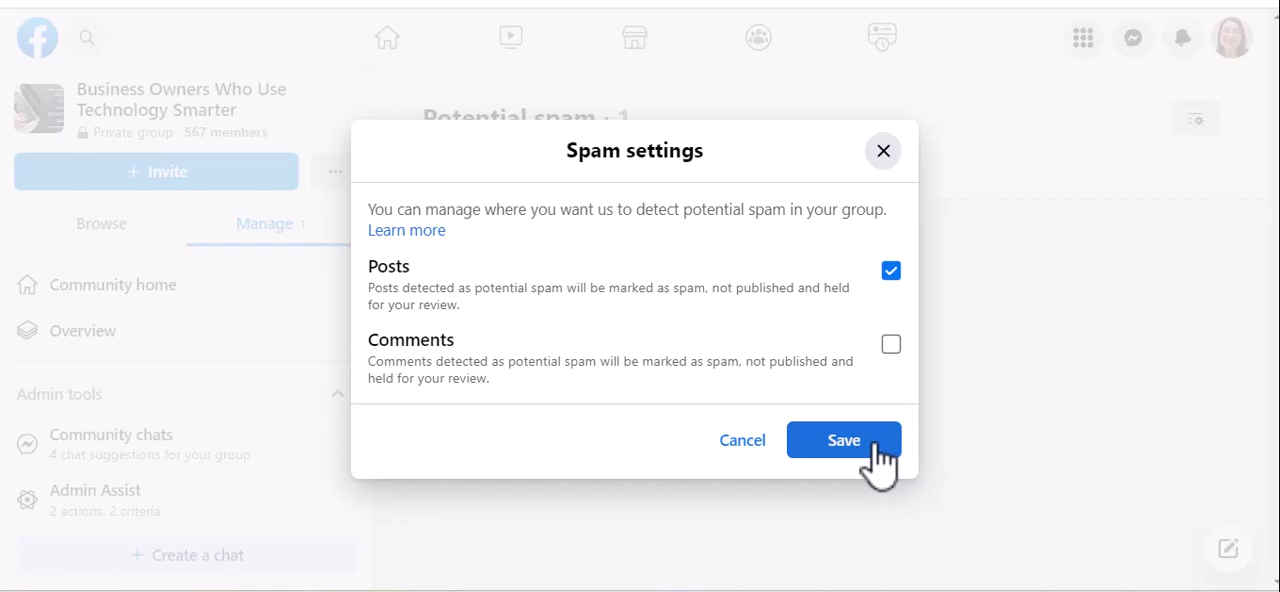 Business Owners Who Use
Technology Smarter
Private group · 567 members
+ Invite
...
Browse
Manage 1
Community home
Overview
Admin tools
Community chats
4 chat suggestions for your group
Admin Assist
2 actions, 2 criteria
+ Create a chat
Potential spam · 1
Spam settings
You can manage where you want us to detect potential spam in your group.
Learn more
Posts
Posts detected as potential spam will be marked as spam, not published and held
for your review.
Comments
Comments detected as potential spam will be marked as spam, not published and
held for your review.
Cancel
Save